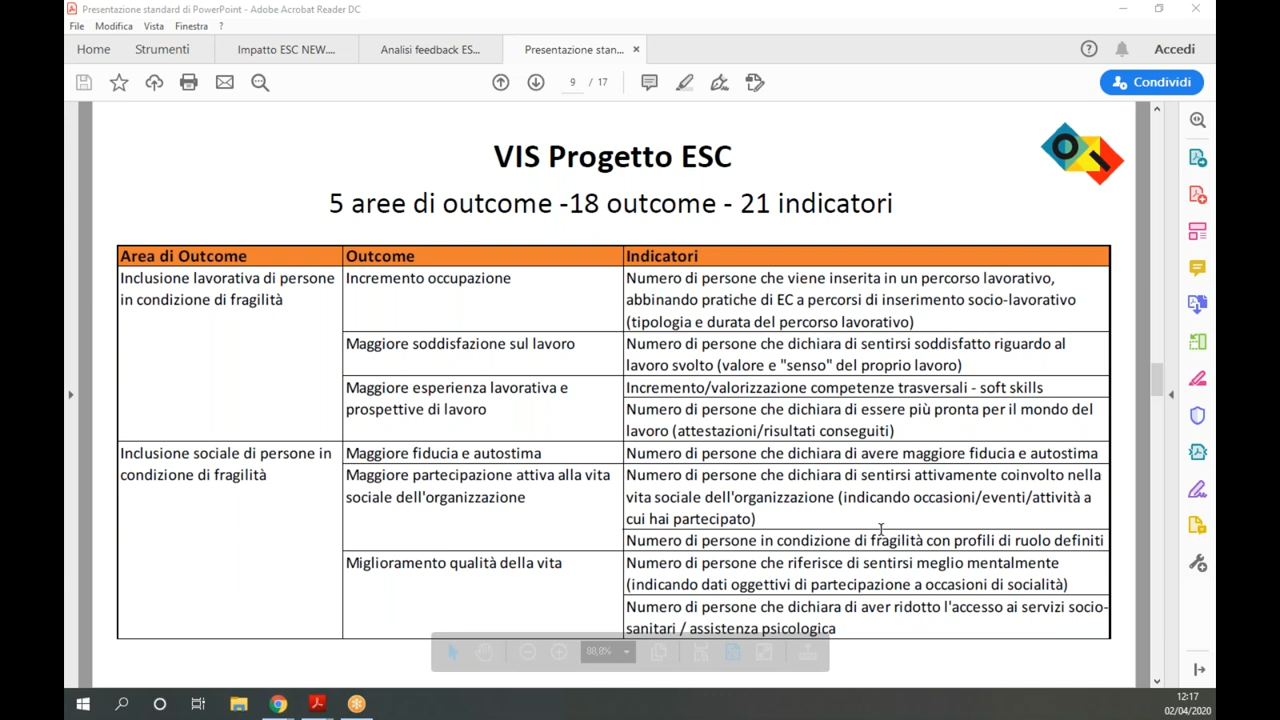 Presentazione standard di PowerPoint - Adobe Acrobat Reader DC
File Modifica Vista Finestra ?
Home Strumenti Impatto ESC NEW.... Analisi feedback ES... Presentazione stan... × Accedi
9 / 17 Condividi
VIS Progetto ESC
5 aree di outcome -18 outcome - 21 indicatori
Area di Outcome Outcome Indicatori
Inclusione lavorativa di persone
in condizione di fragilità
Incremento occupazione
Numero di persone che viene inserita in un percorso lavorativo,
abbinando pratiche di EC a percorsi di inserimento socio-lavorativo
(tipologia e durata del percorso lavorativo)
Maggiore soddisfazione sul lavoro
Numero di persone che dichiara di sentirsi soddisfatto riguardo al
lavoro svolto (valore e "senso" del proprio lavoro)
Maggiore esperienza lavorativa e
prospettive di lavoro
Incremento/valorizzazione competenze trasversali - soft skills
Numero di persone che dichiara di essere più pronta per il mondo del
lavoro (attestazioni/risultati conseguiti)
Inclusione sociale di persone in
condizione di fragilità
Maggiore fiducia e autostima
Numero di persone che dichiara di avere maggiore fiducia e autostima
Maggiore partecipazione attiva alla vita
sociale dell'organizzazione
Numero di persone che dichiara di sentirsi attivamente coinvolto nella
vita sociale dell'organizzazione (indicando occasioni/eventi/attività a
cui hai partecipato)
Numero di persone in condizione di fragilità con profili di ruolo definiti
Miglioramento qualità della vita
Numero di persone che riferisce di sentirsi meglio mentalmente
(indicando dati oggettivi di partecipazione a occasioni di socialità)
Numero di persone che dichiara di aver ridotto l'accesso ai servizi socio-
sanitari / assistenza psicologica
88,8%
12:17
02/04/2020